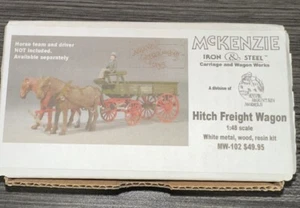 Horse team and driver
NOT included.
Available separately
McKENZIE
IRON & STEEL
Carriage and Wagon Works
A division of
Hitch Freight Wagon
1:48 scale
White metal, wood, resin kit
MW-102 $49.95